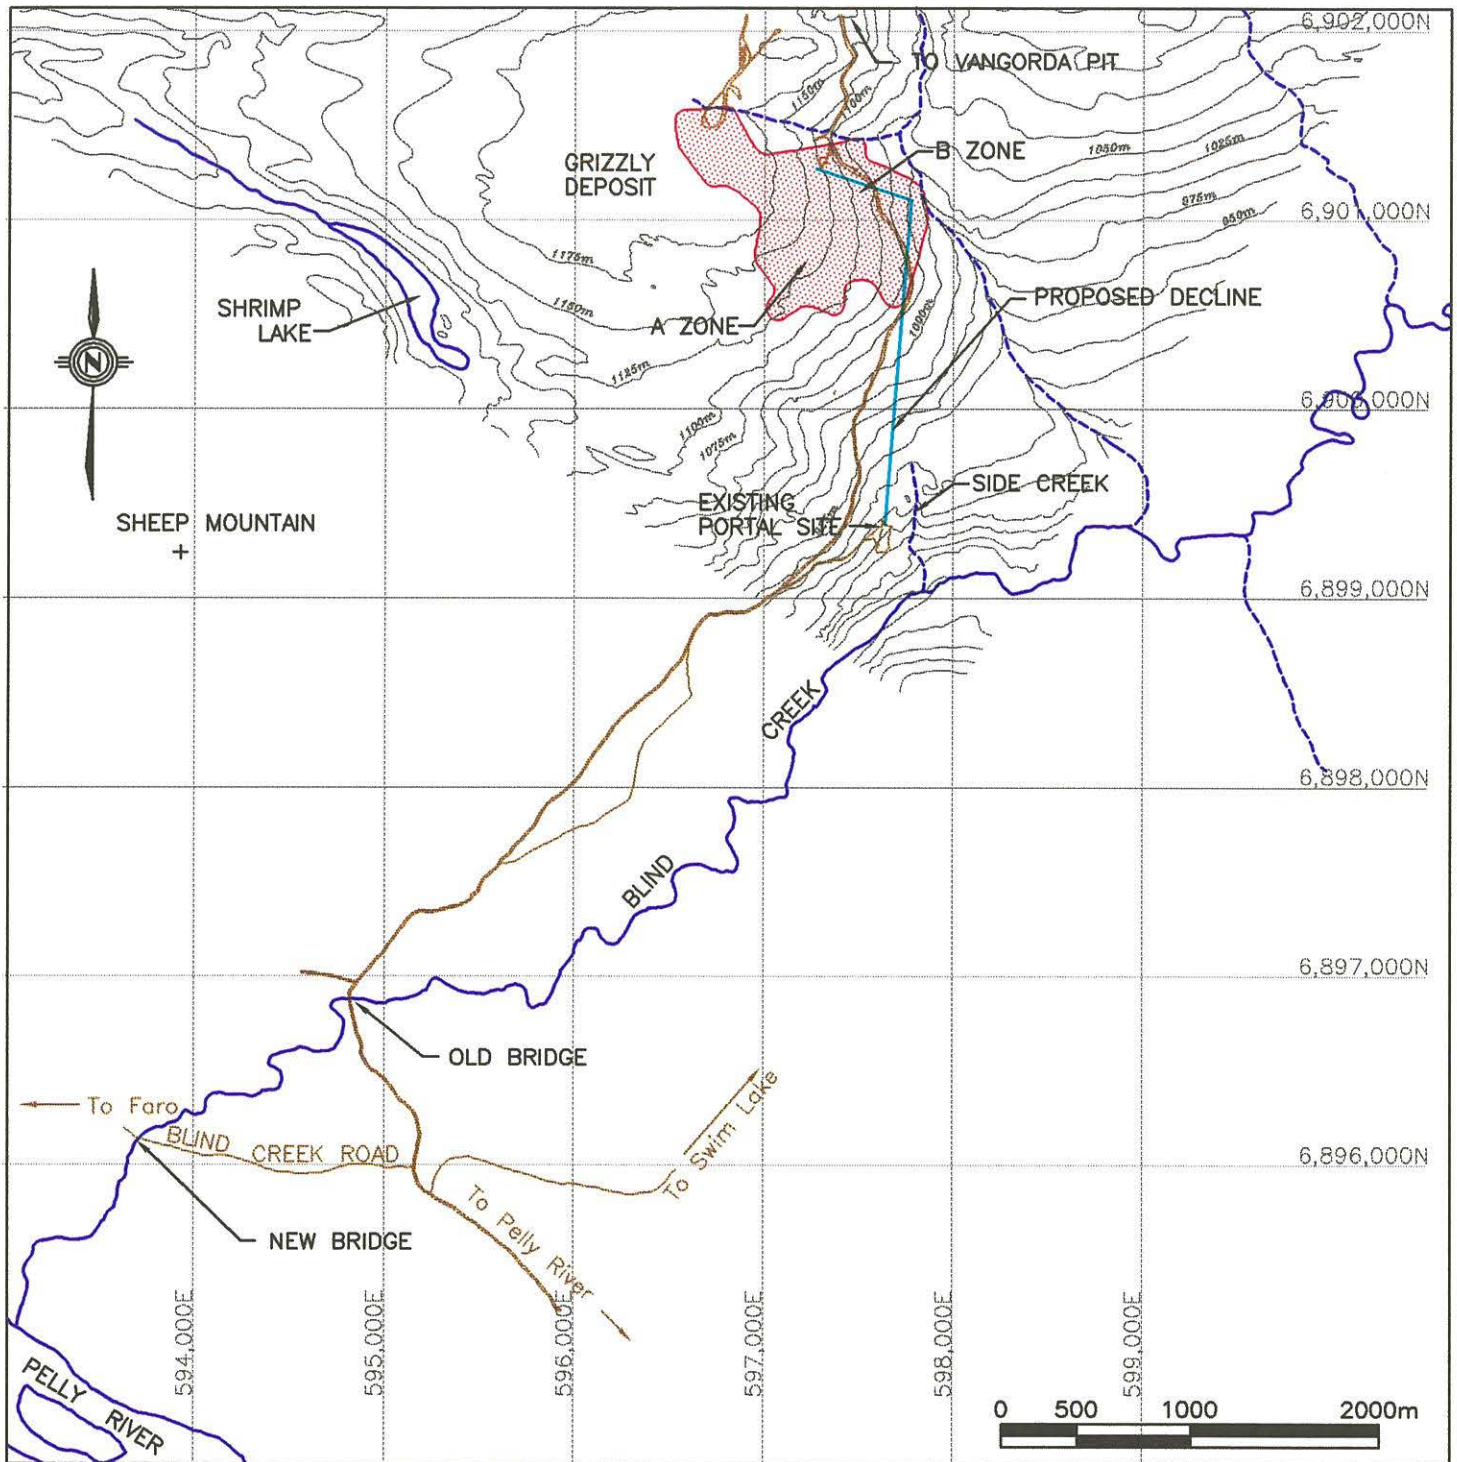 6,902,000N
TO VANGORDA PIT
1150m
1100m
B ZONE
1050m
1025m
GRIZZLY
DEPOSIT
975m
950m
6,901,000N
1175m
1150m
SHRIMP
LAKE
A ZONE
1000m
PROPOSED DECLINE
N
1125m
6,900,000N
1100m
1075m
SIDE CREEK
EXISTING
PORTAL SITE
SHEEP MOUNTAIN
6,899,000N
CREEK
6,898,000N
BLIND
6,897,000N
OLD BRIDGE
To Faro
BLIND CREEK ROAD
To Swim Lake
6,896,000N
To Pelly River
NEW BRIDGE
594,000E
595,000E
596,000E
597,000E
598,000E
599,000E
PELLY RIVER
0 500 1000 2000m